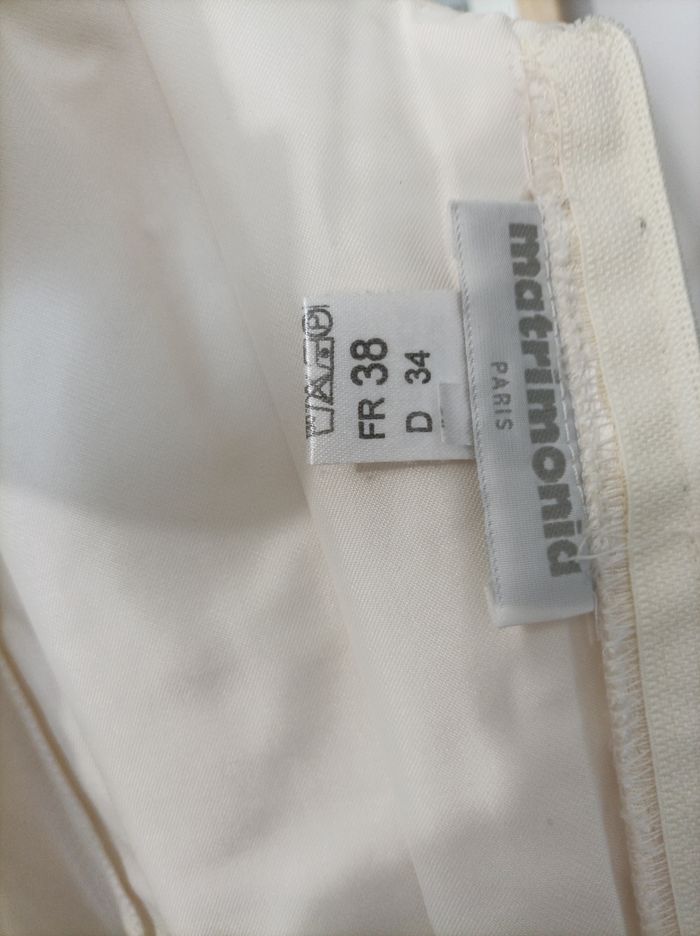 matrimonia
PARIS
FR 38
D 34